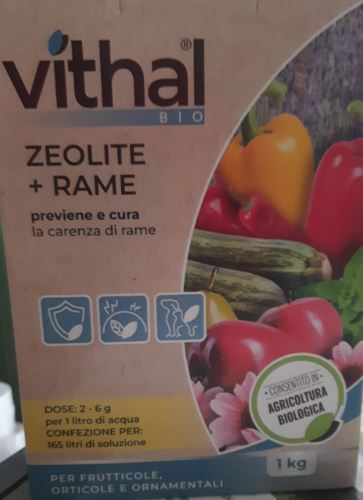 vithal®
BIO
ZEOLITE
+ RAME
previene e cura
la carenza di rame
DOSE: 2 - 6 g
per 1 litro di acqua
CONFEZIONE PER:
165 litri di soluzione
CONSENTITO IN
AGRICOLTURA
BIOLOGICA
1 kg
PER FRUTTICOLE,
ORTICOLE E ORNAMENTALI